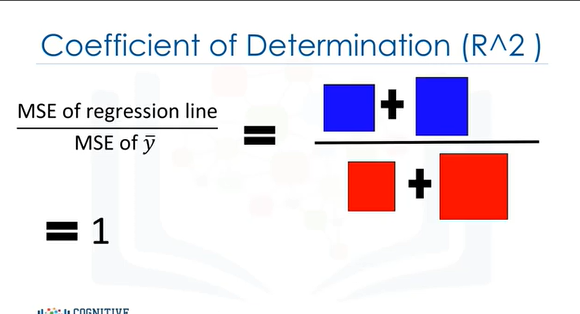 Coefficient of Determination (R^2 )
MSE of regression line
MSE of ȳ
=
+
+
= 1
COGNITIVE